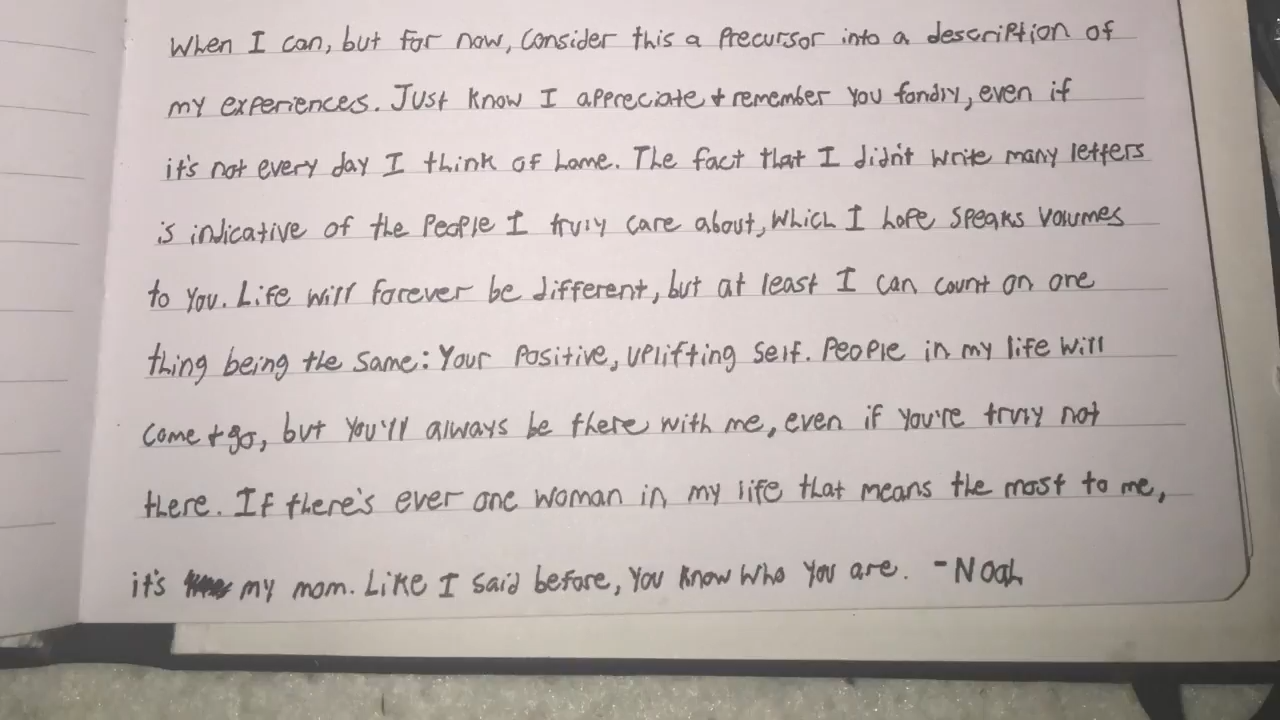 When I can, but for now, consider this a precursor into a description of
my experiences. Just know I appreciate + remember you fondly, even if
it's not every day I think of home. The fact that I didn't write many letters
is indicative of the people I truly care about, which I hope speaks volumes
to you. Life will forever be different, but at least I can count on one
thing being the same: Your positive, uplifting self. People in my life will
come + go, but you'll always be there with me, even if you're truly not
there. If there's ever one woman in my life that means the most to me,
it's my mom. Like I said before, you know who you are. -Noah